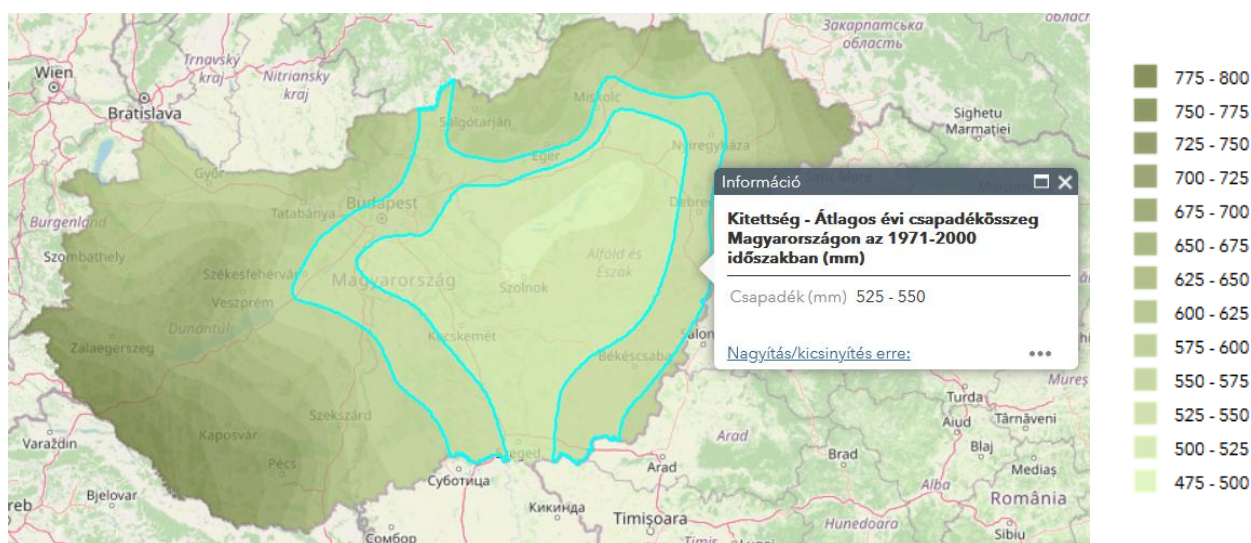 Закарпатська
область
Trnavský
kraj
Nitriansky
kraj
Wien
Bratislava
Miskolc
Salgótarján
Sighetu
Marmației
Nyíregyháza
Eger
Győr
Satu Mare
Budapest
Tatabánya
Burgenland
Szombathely
Alföld és
Észak
Székesfehérvár
Magyarország
Szolnok
Veszprém
Dunántúl
Kecskemét
Zalaegerszeg
Békéscsaba
Szekszárd
Kaposvár
Pécs
Szeged
Varaždin
Суботица
Arad
Arad
Кикинда
Timișoara
Bjelovar
Сомбор
Timiș
Információ
Kitettség - Átlagos évi csapadékösszeg
Magyarországon az 1971-2000
időszakban (mm)
Csapadék (mm) 525 - 550
Nagyítás/kicsinyítés erre:
•••
Mureș
Turda
Aiud
Târnăveni
Blaj
Brad
Mediaș
Alba
România
Hunedoara
Sibiu
775 - 800
750 - 775
725 - 750
700 - 725
675 - 700
650 - 675
625 - 650
600 - 625
575 - 600
550 - 575
525 - 550
500 - 525
475 - 500